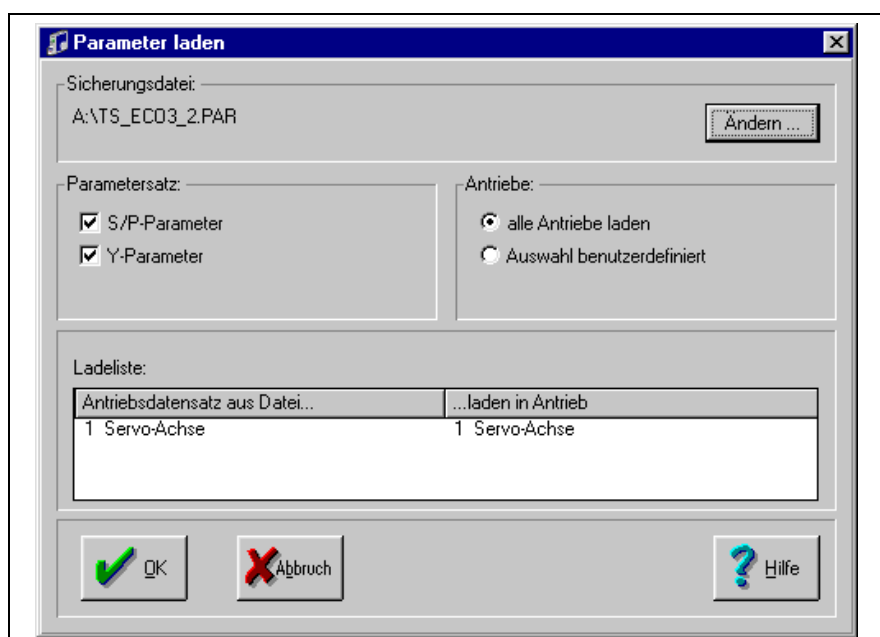 Parameter laden
Sicherungsdatei:
A:\TS_ECO3_2.PAR
Ändern ...
Parametersatz:
Antriebe:
S/P-Parameter
alle Antriebe laden
Y-Parameter
Auswahl benutzerdefiniert
Ladeliste:
Antriebsdatensatz aus Datei... ...laden in Antrieb
1 Servo-Achse 1 Servo-Achse
OK
Abbruch
Hilfe